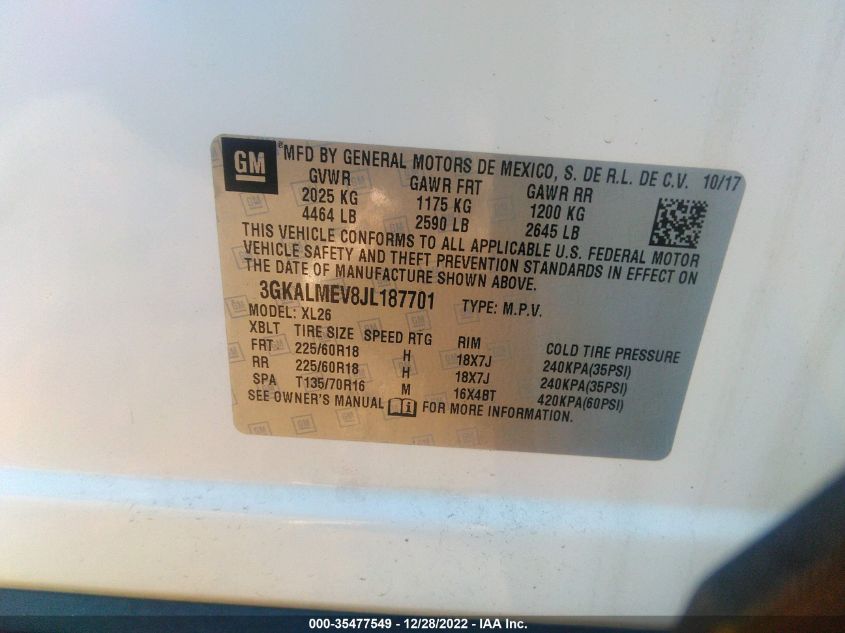 GM
MFD BY GENERAL MOTORS DE MEXICO, S. DE R.L. DE C.V. 10/17
GVWR GAWR FRT GAWR RR
2025 KG 1175 KG 1200 KG
4464 LB 2590 LB 2645 LB
THIS VEHICLE CONFORMS TO ALL APPLICABLE U.S. FEDERAL MOTOR
VEHICLE SAFETY AND THEFT PREVENTION STANDARDS IN EFFECT ON
THE DATE OF MANUFACTURE SHOWN ABOVE.
3GKALMEV8JL187701 TYPE: M.P.V.
MODEL: XL26
XBLT TIRE SIZE SPEED RTG RIM COLD TIRE PRESSURE
FRT 225/60R18 H 18X7J 240KPA(35PSI)
RR 225/60R18 H 18X7J 240KPA(35PSI)
SPA T135/70R16 M 16X4BT 420KPA(60PSI)
SEE OWNER'S MANUAL FOR MORE INFORMATION.
000-35477549 - 12/28/2022 - IAA Inc.